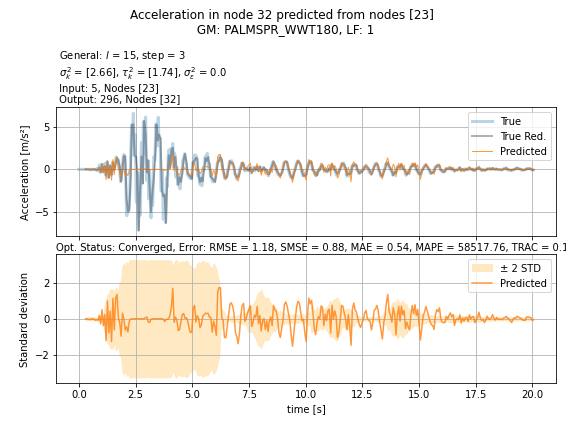 Acceleration in node 32 predicted from nodes [23]
GM: PALMSPR_WWT180, LF: 1
General: l = 15, step = 3
σ²ₖ = [2.66], τ²ₖ = [1.74], σ²ε = 0.0
Input: 5, Nodes [23]
Output: 296, Nodes [32]
Acceleration [m/s²]
5
0
−5
True
True Red.
Predicted
Opt. Status: Converged, Error: RMSE = 1.18, SMSE = 0.88, MAE = 0.54, MAPE = 58517.76, TRAC = 0.1
Standard deviation
2
0
−2
± 2 STD
Predicted
0.0 2.5 5.0 7.5 10.0 12.5 15.0 17.5 20.0
time [s]